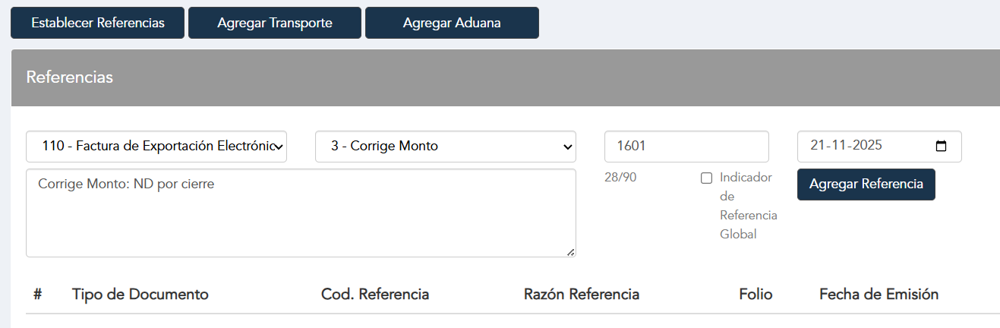 Establecer Referencias Agregar Transporte Agregar Aduana
Referencias
110 - Factura de Exportación Electrónic 3 - Corrige Monto 1601 21-11-2025
Corrige Monto: ND por cierre 28/90 Indicador de Referencia Global Agregar Referencia
# Tipo de Documento Cod. Referencia Razón Referencia Folio Fecha de Emisión